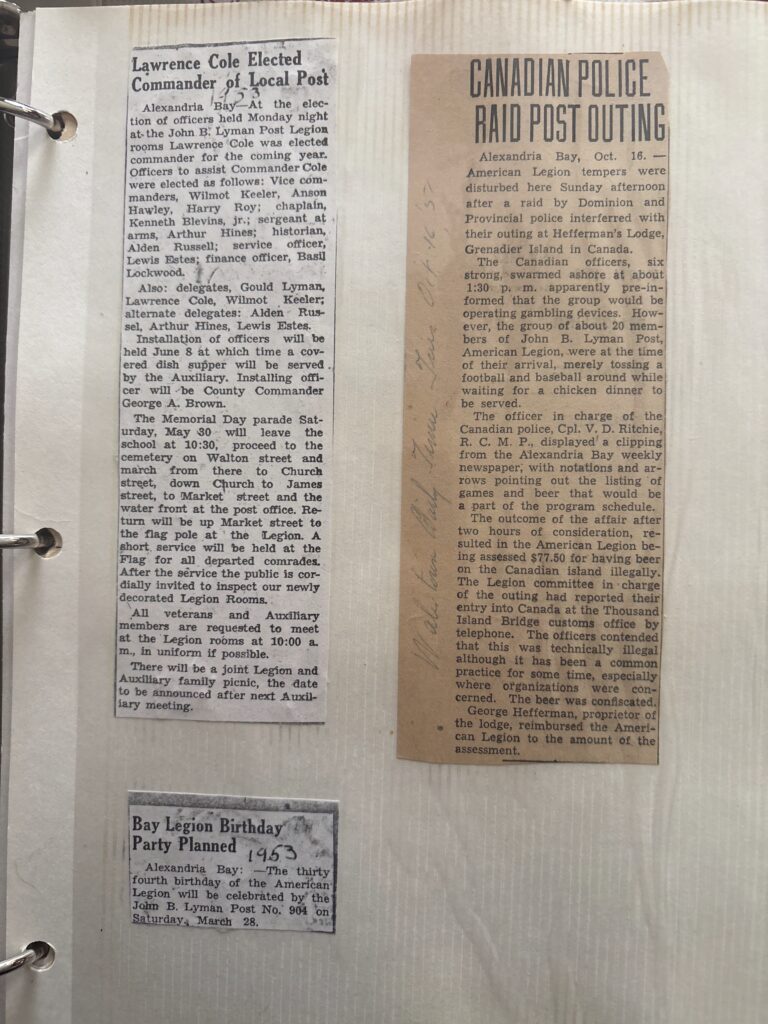 Lawrence Cole Elected
Commander of Local Post
1953
Alexandria Bay—At the elec-
tion of officers held Monday night
at the John B. Lyman Post Legion
rooms Lawrence Cole was elected
commander for the coming year.
Officers to assist Commander Cole
were elected as follows: Vice com-
manders, Wilmot Keeler, Anson
Hawley, Harry Roy; chaplain,
Kenneth Blevins, jr.; sergeant at
arms, Arthur Hines; historian,
Alden Russell; service officer,
Lewis Estes; finance officer, Basil
Lockwood.
Also: delegates, Gould Lyman,
Lawrence Cole, Wilmot Keeler;
alternate delegates: Alden Rus-
sel, Arthur Hines, Lewis Estes.
Installation of officers will be
held June 8 at which time a cov-
ered dish supper will be served
by the Auxiliary. Installing offi-
cer will be County Commander
George A. Brown.
The Memorial Day parade Sat-
urday, May 30 will leave the
school at 10:30, proceed to the
cemetery on Walton street and
march from there to Church
street, down Church to James
street, to Market street and the
water front at the post office. Re-
turn will be up Market street to
the flag pole at the Legion. A
short service will be held at the
Flag for all departed comrades.
After the service the public is cor-
dially invited to inspect our newly
decorated Legion Rooms.
All veterans and Auxiliary
members are requested to meet
at the Legion rooms at 10:00 a.
m., in uniform if possible.
There will be a joint Legion and
Auxiliary family picnic, the date
to be announced after next Auxil-
iary meeting.
Bay Legion Birthday
Party Planned
1953
Alexandria Bay: —The thirty
fourth birthday of the American
Legion will be celebrated by the
John B. Lyman Post No. 904 on
Saturday, March 28.
CANADIAN POLICE
RAID POST OUTING
Alexandria Bay, Oct. 16. —
American Legion tempers were
disturbed here Sunday afternoon
after a raid by Dominion and
Provincial police interferred with
their outing at Hefferman's Lodge,
Grenadier Island in Canada.
The Canadian officers, six
strong, swarmed ashore at about
1:30 p. m. apparently pre-in-
formed that the group would be
operating gambling devices. How-
ever, the group of about 20 mem-
bers of John B. Lyman Post,
American Legion, were at the time
of their arrival, merely tossing a
football and baseball around while
waiting for a chicken dinner to
be served.
The officer in charge of the
Canadian police, Cpl. V. D. Ritchie,
R. C. M. P., displayed a clipping
from the Alexandria Bay weekly
newspaper, with notations and ar-
rows pointing out the listing of
games and beer that would be
a part of the program schedule.
The outcome of the affair after
two hours of consideration, re-
sulted in the American Legion be-
ing assessed $77.50 for having beer
on the Canadian island illegally.
The Legion committee in charge
of the outing had reported their
entry into Canada at the Thousand
Island Bridge customs office by
telephone. The officers contended
that this was technically illegal
although it has been a common
practice for some time, especially
where organizations were con-
cerned. The beer was confiscated.
George Hefferman, proprietor of
the lodge, reimbursed the Ameri-
can Legion to the amount of the
assessment.
Watertown Daily Times Oct 16